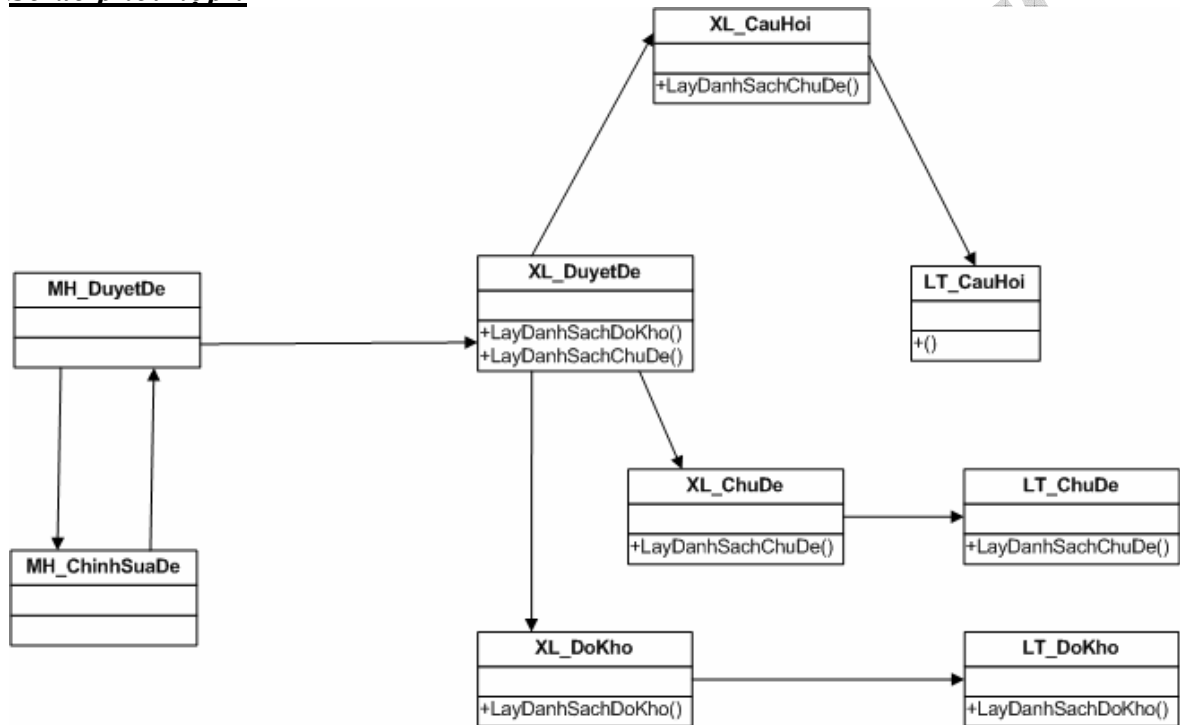 XL_CauHoi
+LayDanhSachChuDe()
MH_DuyetDe
XL_DuyetDe
+LayDanhSachDoKho()
+LayDanhSachChuDe()
LT_CauHoi
+()
XL_ChuDe
+LayDanhSachChuDe()
LT_ChuDe
+LayDanhSachChuDe()
MH_ChinhSuaDe
XL_DoKho
+LayDanhSachDoKho()
LT_DoKho
+LayDanhSachDoKho()